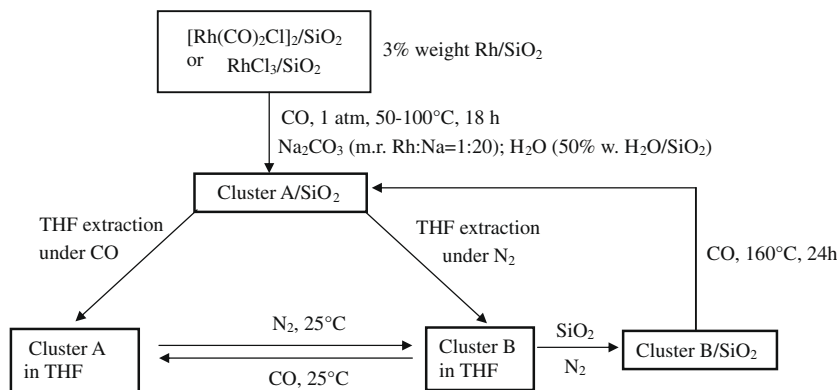 [Rh(CO)₂Cl]₂/SiO₂
or RhCl₃/SiO₂
3% weight Rh/SiO₂
CO, 1 atm, 50-100°C, 18 h
Na₂CO₃ (m.r. Rh:Na=1:20); H₂O (50% w. H₂O/SiO₂)
Cluster A/SiO₂
THF extraction
under CO
THF extraction
under N₂
CO, 160°C, 24h
Cluster A
in THF
N₂, 25°C
CO, 25°C
Cluster B
in THF
SiO₂
N₂
Cluster B/SiO₂